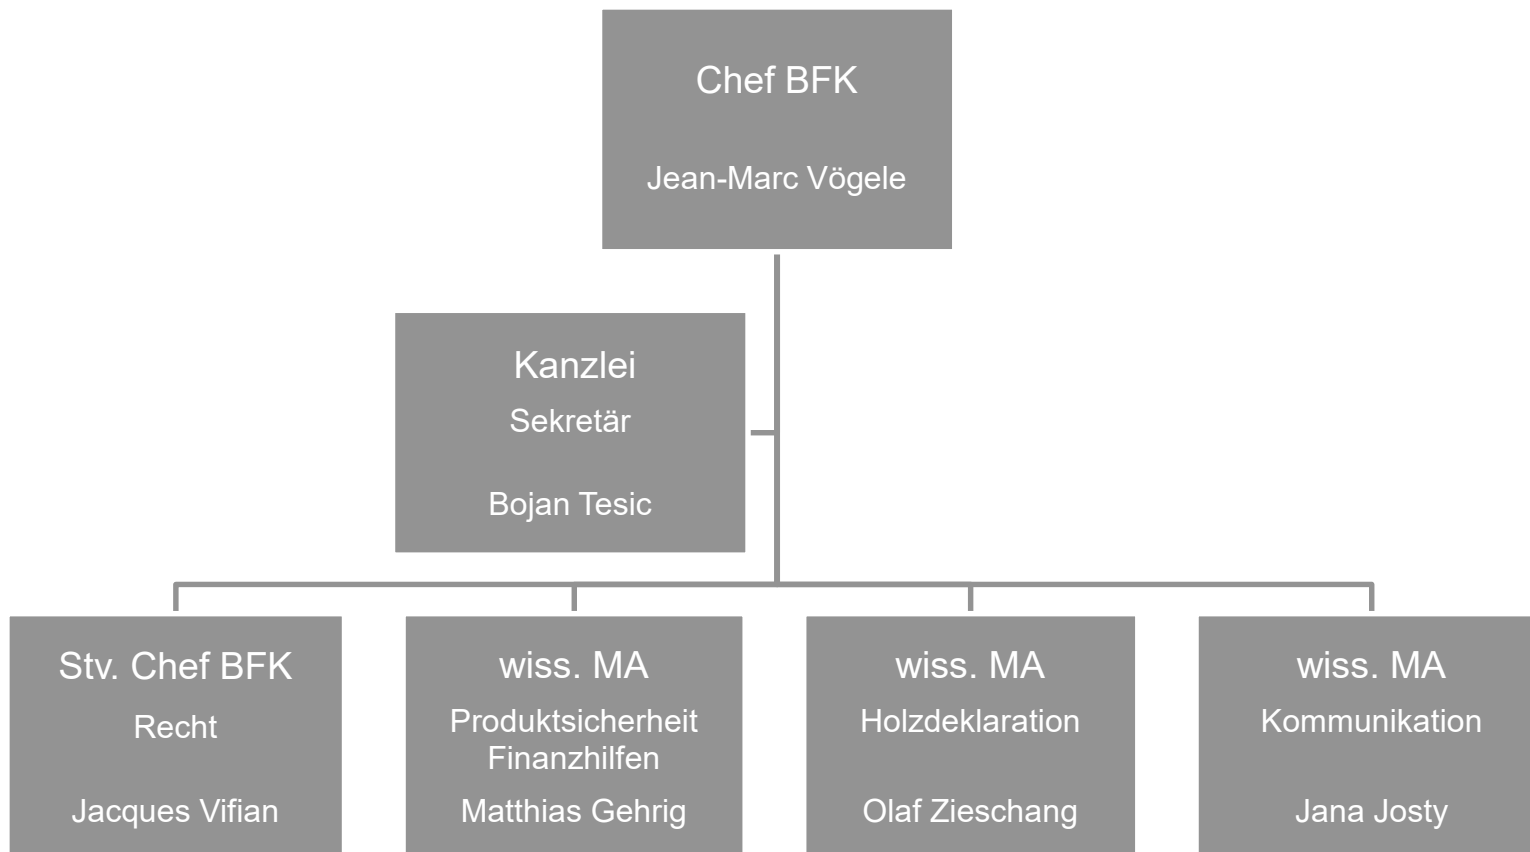 Chef BFK
Jean-Marc Vögele
Kanzlei
Sekretär
Bojan Tesic
Stv. Chef BFK
Recht
Jacques Vifian
wiss. MA
Produktsicherheit
Finanzhilfen
Matthias Gehrig
wiss. MA
Holzdeklaration
Olaf Zieschang
wiss. MA
Kommunikation
Jana Josty